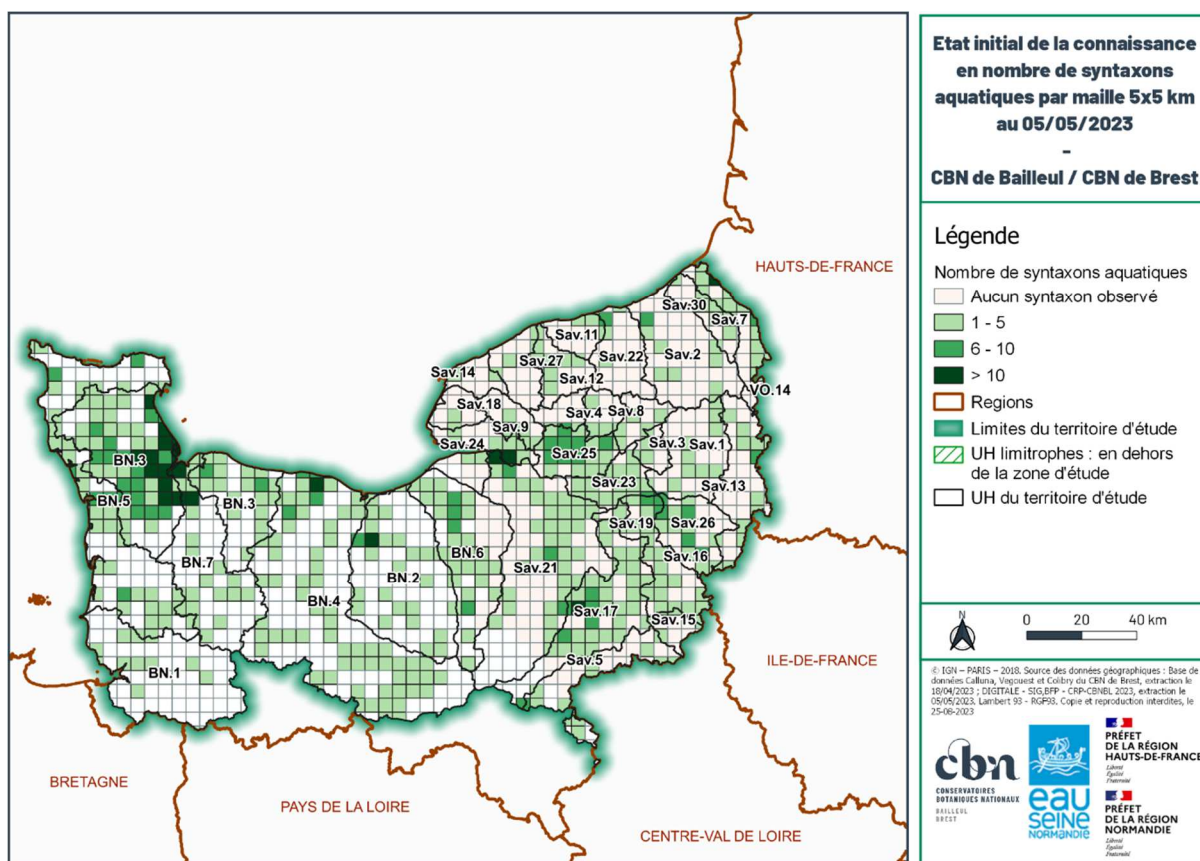 Etat initial de la connaissance
en nombre de syntaxons
aquatiques par maille 5x5 km
au 05/05/2023
-
CBN de Bailleul / CBN de Brest
Légende
Nombre de syntaxons aquatiques
Aucun syntaxon observé
1 - 5
6 - 10
> 10
Regions
Limites du territoire d'étude
UH limitrophes : en dehors
de la zone d'étude
UH du territoire d'étude
N
0 20 40 km
© IGN – PARIS – 2018. Source des données géographiques : Base de
données Calluna, Vegouest et Colibry du CBN de Brest, extraction le
18/04/2023 ; DIGITALE - SIG,BFP - CRP-CBNBL 2023, extraction le
05/05/2023. Lambert 93 - RGF93. Copie et reproduction interdites, le
25-08-2023
cbn
CONSERVATOIRES
BOTANIQUES NATIONAUX
BAILLEUL
BREST
eau
SEINE
NORMANDIE
PRÉFET
DE LA RÉGION
HAUTS-DE-FRANCE
Liberté
Égalité
Fraternité
PRÉFET
DE LA RÉGION
NORMANDIE
Liberté
Égalité
Fraternité
HAUTS-DE-FRANCE
Sav.30
Sav.7
Sav.11
Sav.27
Sav.22
Sav.2
Sav.14
Sav.12
VO.14
Sav.18
Sav.4
Sav.8
Sav.9
Sav.24
Sav.25
Sav.3
Sav.1
BN.3
BN.5
BN.3
Sav.23
Sav.13
Sav.19
Sav.26
BN.7
BN.6
Sav.21
Sav.16
BN.2
BN.4
Sav.17
Sav.15
BN.1
Sav.5
ILE-DE-FRANCE
BRETAGNE
PAYS DE LA LOIRE
CENTRE-VAL DE LOIRE